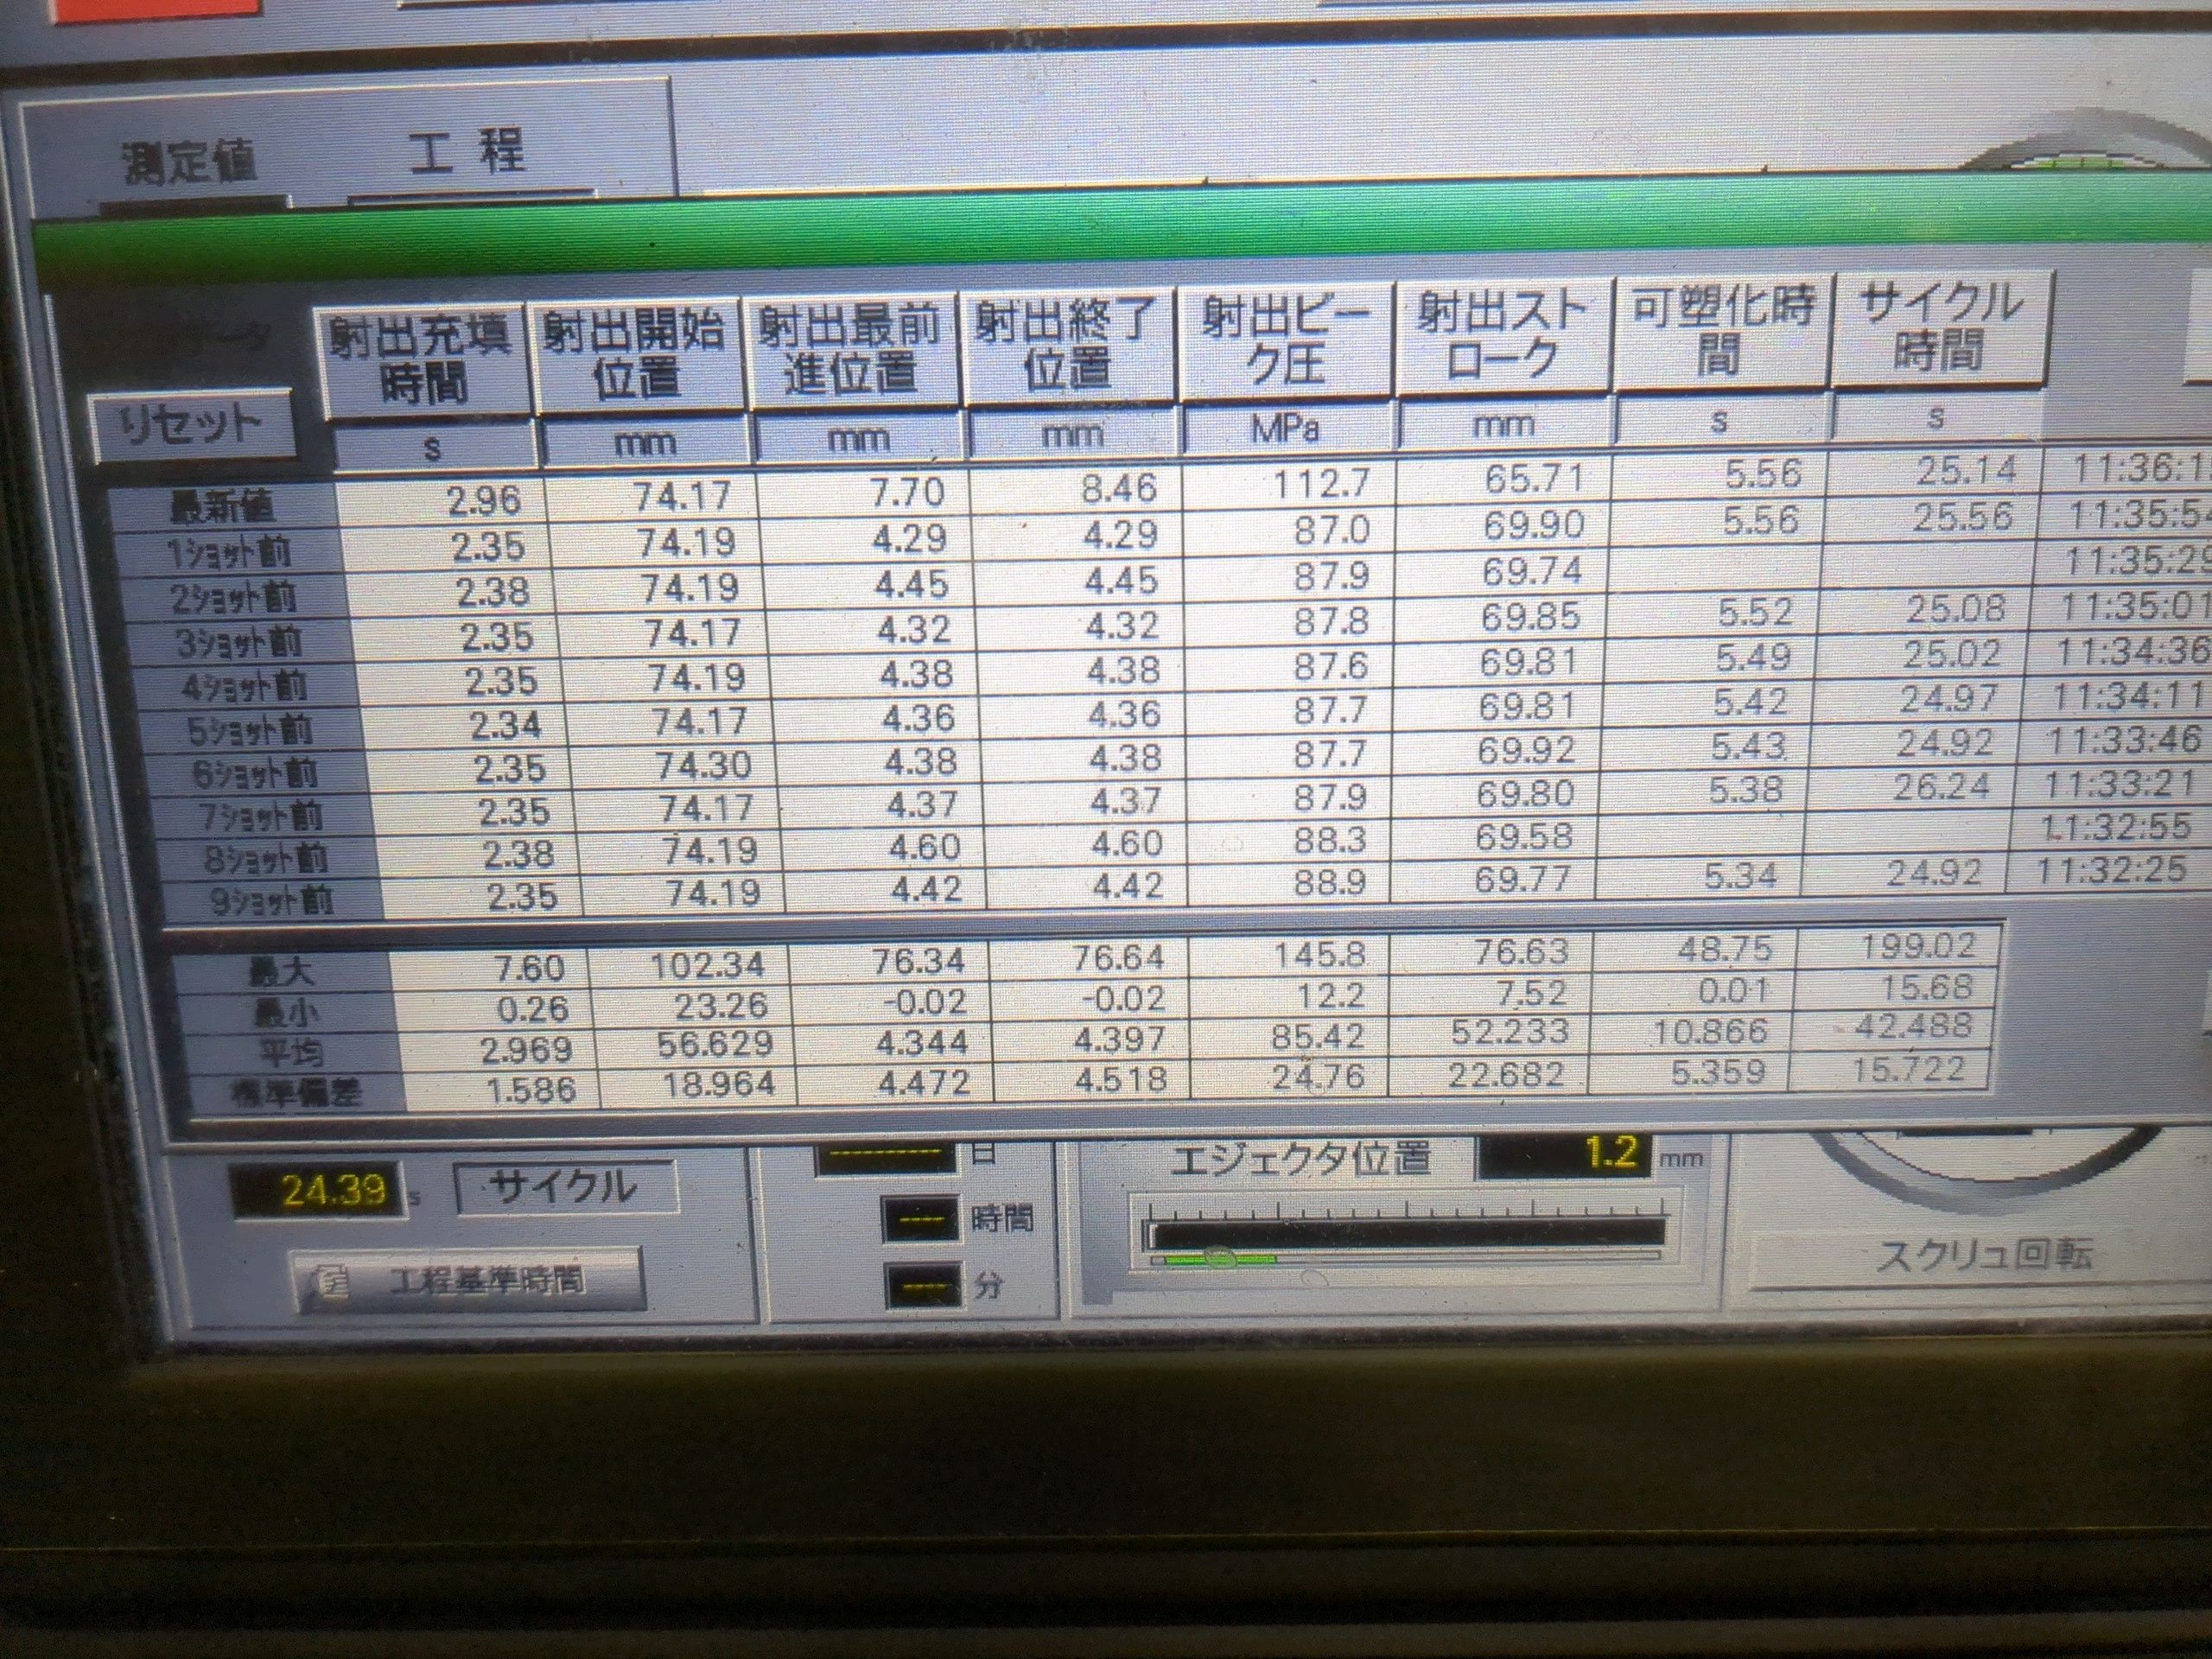 測定値 工程
射出充填時間 射出開始位置 射出最前進位置 射出終了位置 射出ピーク圧 射出ストローク 可塑化時間 サイクル時間
リセット s mm mm mm MPa mm s s
最新値 2.96 74.17 7.70 8.46 112.7 65.71 5.56 25.14 11:36:1
1ショット前 2.35 74.19 4.29 4.29 87.0 69.90 5.56 25.56 11:35:54
2ショット前 2.38 74.19 4.45 4.45 87.9 69.74 11:35:29
3ショット前 2.35 74.17 4.32 4.32 87.8 69.85 5.52 25.08 11:35:01
4ショット前 2.35 74.19 4.38 4.38 87.6 69.81 5.49 25.02 11:34:36
5ショット前 2.34 74.17 4.36 4.36 87.7 69.81 5.42 24.97 11:34:11
6ショット前 2.35 74.30 4.38 4.38 87.7 69.92 5.43 24.92 11:33:46
7ショット前 2.35 74.17 4.37 4.37 87.9 69.80 5.38 26.24 11:33:21
8ショット前 2.38 74.19 4.60 4.60 88.3 69.58 11:32:55
9ショット前 2.35 74.19 4.42 4.42 88.9 69.77 5.34 24.92 11:32:25
最大 7.60 102.34 76.34 76.64 145.8 76.63 48.75 199.02
最小 0.26 23.26 -0.02 -0.02 12.2 7.52 0.01 15.68
平均 2.969 56.629 4.344 4.397 85.42 52.233 10.866 42.488
標準偏差 1.586 18.964 4.472 4.518 24.76 22.682 5.359 15.722
24.39 s サイクル
工程基準時間
日
時間
分
エジェクタ位置 1.2 mm
スクリュ回転